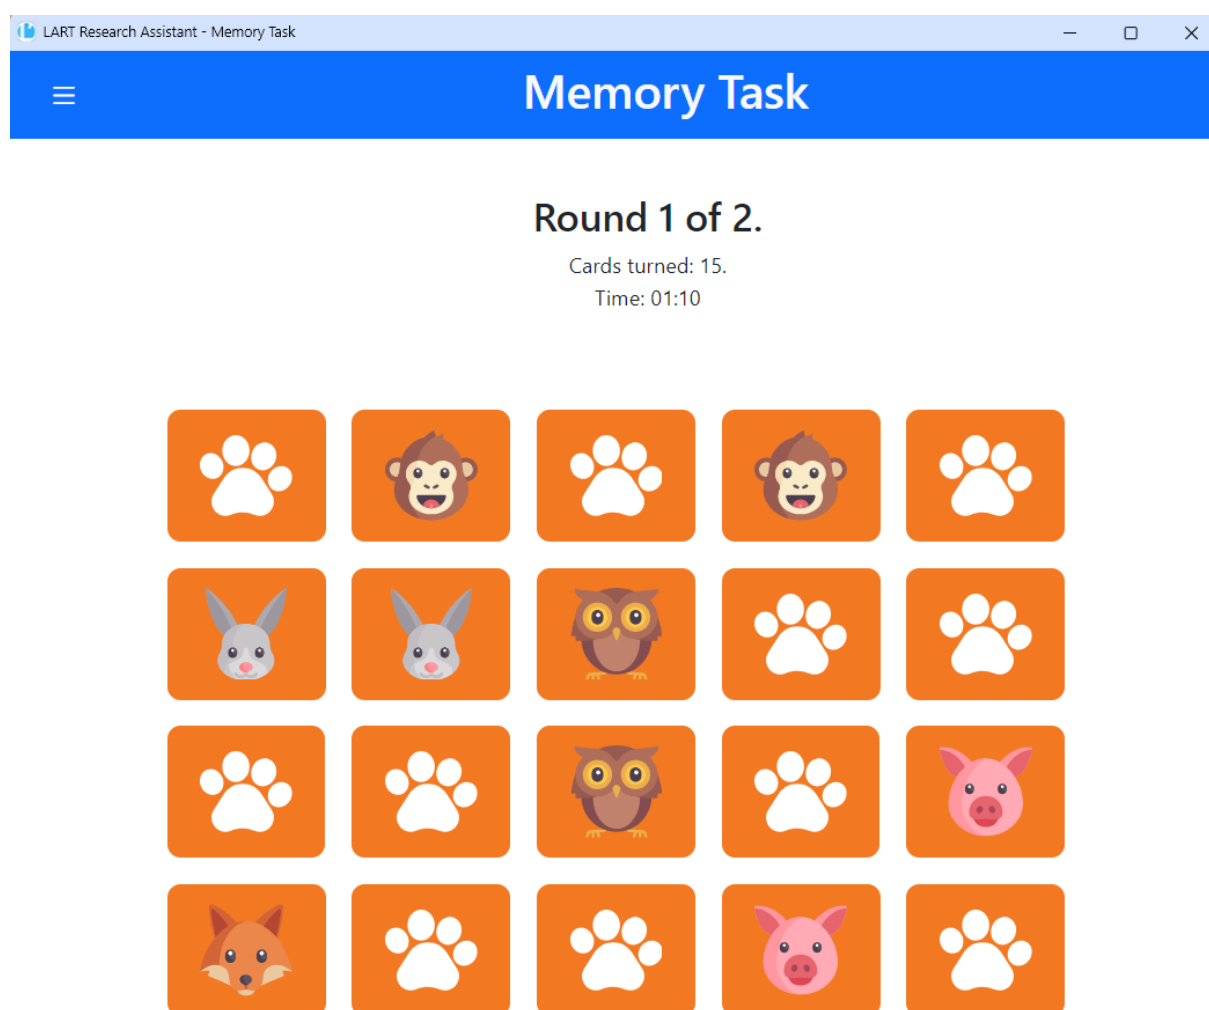 LART Research Assistant - Memory Task
Memory Task
Round 1 of 2.
Cards turned: 15.
Time: 01:10